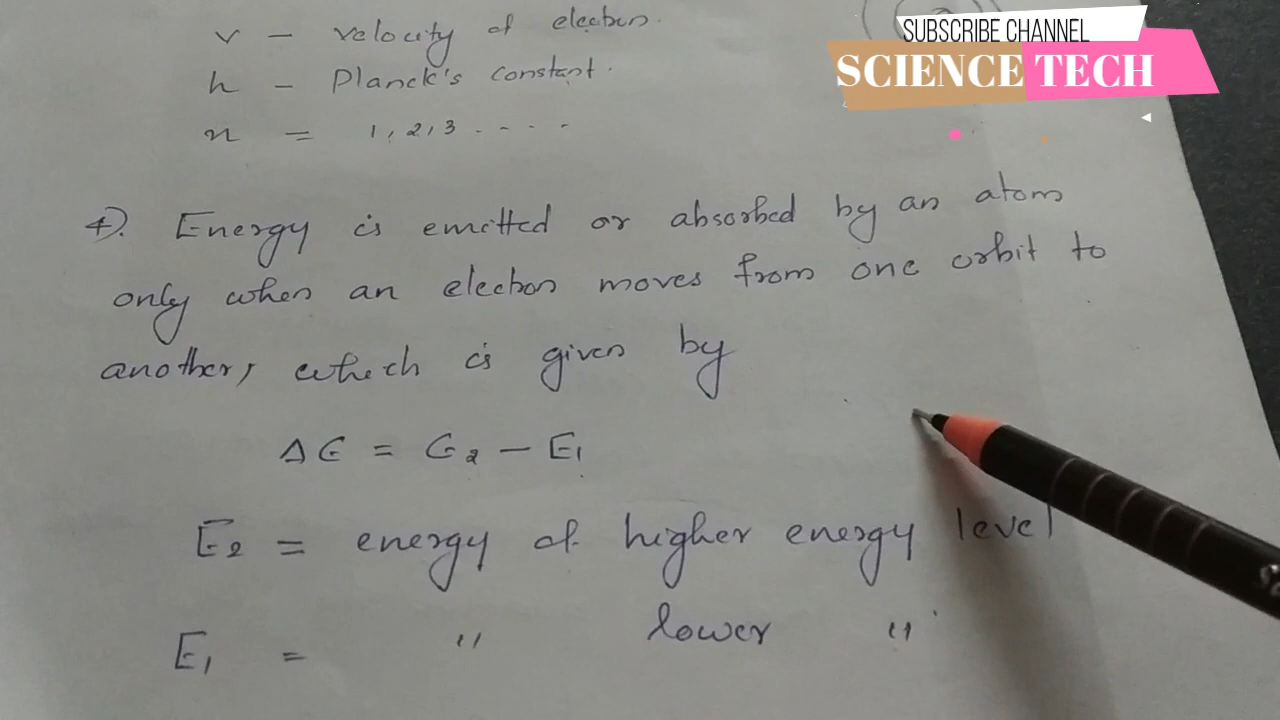 v – velocity of electron.
SUBSCRIBE CHANNEL
SCIENCE TECH
h – Planck's constant.
n = 1, 2, 3 - - - -
4). Energy is emitted or absorbed by an atom
only when an electron moves from one orbit to
another, which is given by
ΔE = E₂ – E₁
E₂ = energy of higher energy level
E₁ = " lower "